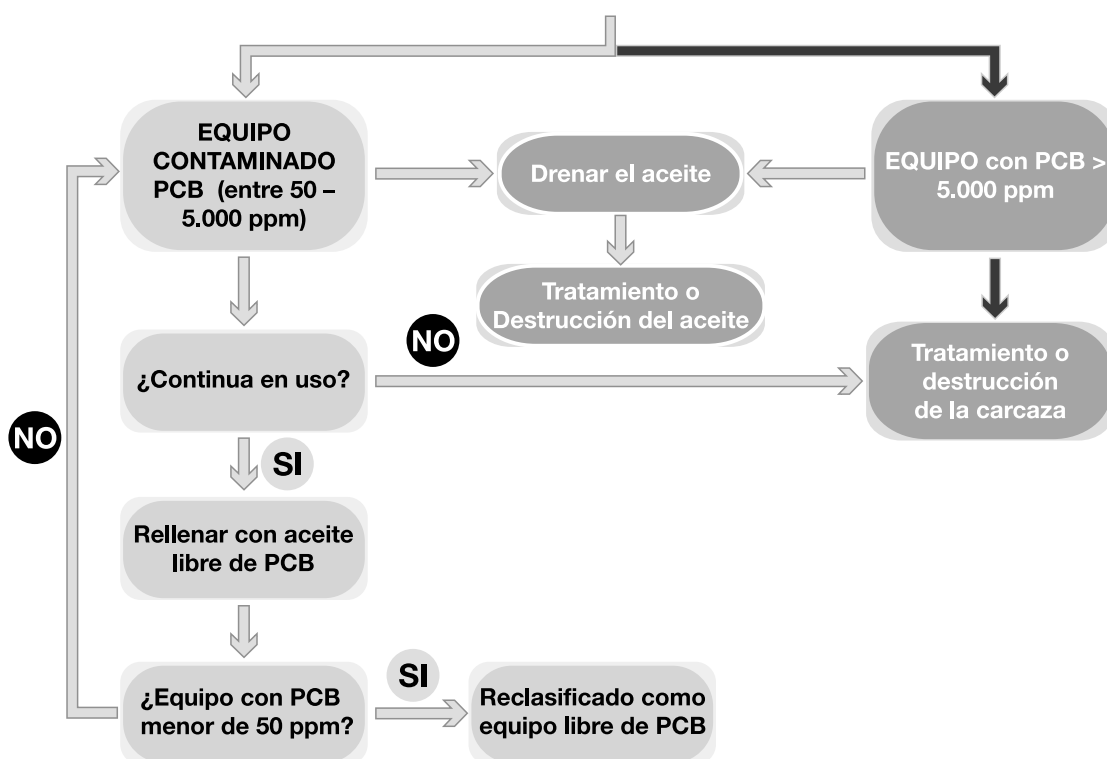 EQUIPO
CONTAMINADO
PCB (entre 50 –
5.000 ppm)
Drenar el aceite
EQUIPO con PCB >
5.000 ppm
Tratamiento o
Destrucción del aceite
NO
¿Continua en uso?
Tratamiento o
destrucción
de la carcaza
NO
SI
Rellenar con aceite
libre de PCB
¿Equipo con PCB
menor de 50 ppm?
SI
Reclasificado como
equipo libre de PCB